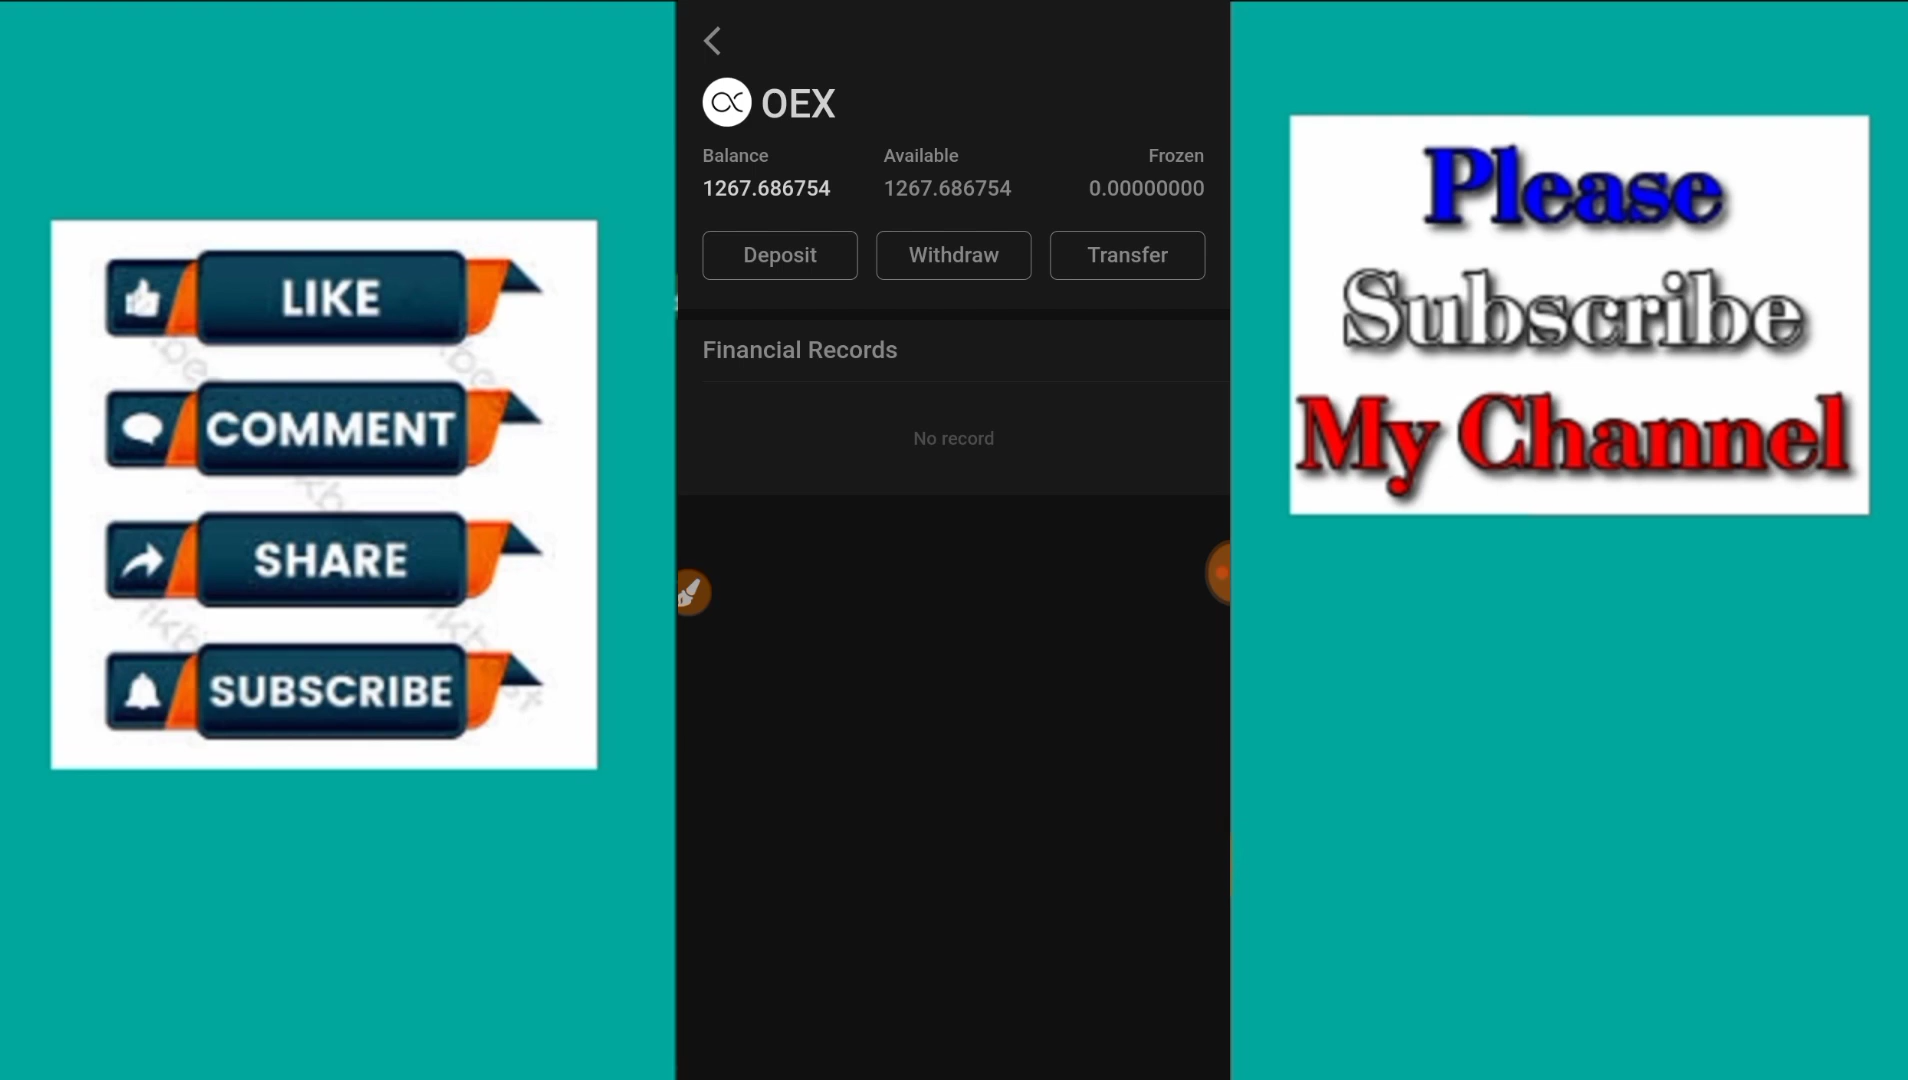 LIKE
COMMENT
SHARE
SUBSCRIBE
OEX
Balance Available Frozen
1267.686754 1267.686754 0.00000000
Deposit Withdraw Transfer
Financial Records
No record
Please
Subscribe
My Channel